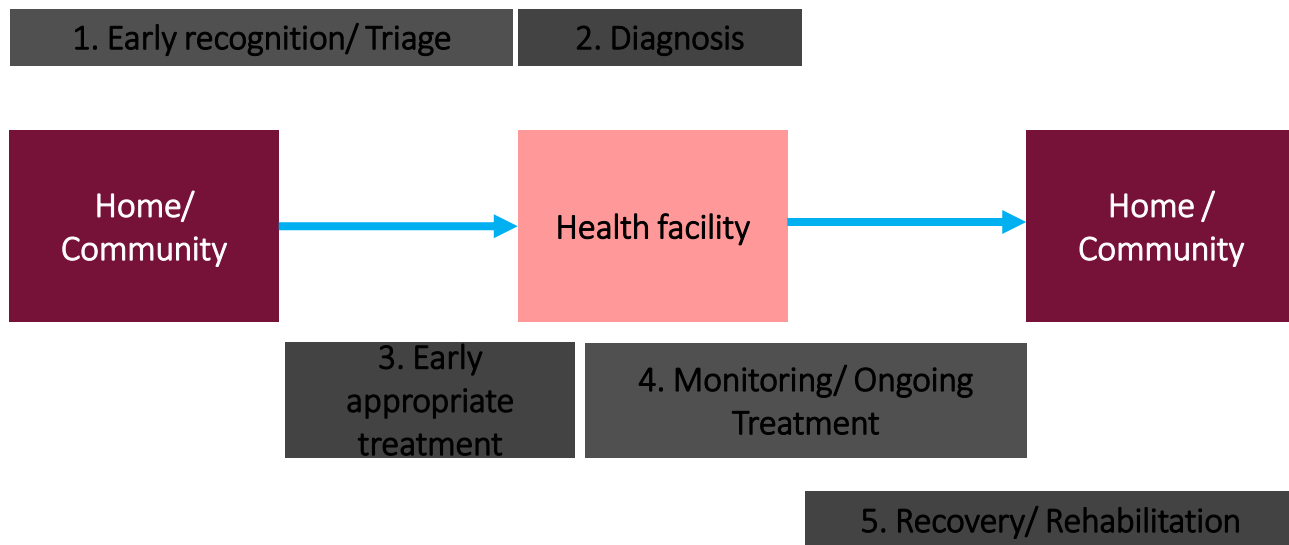 1. Early recognition/ Triage
2. Diagnosis
Home/
Community
Health facility
Home /
Community
3. Early
appropriate
treatment
4. Monitoring/ Ongoing
Treatment
5. Recovery/ Rehabilitation